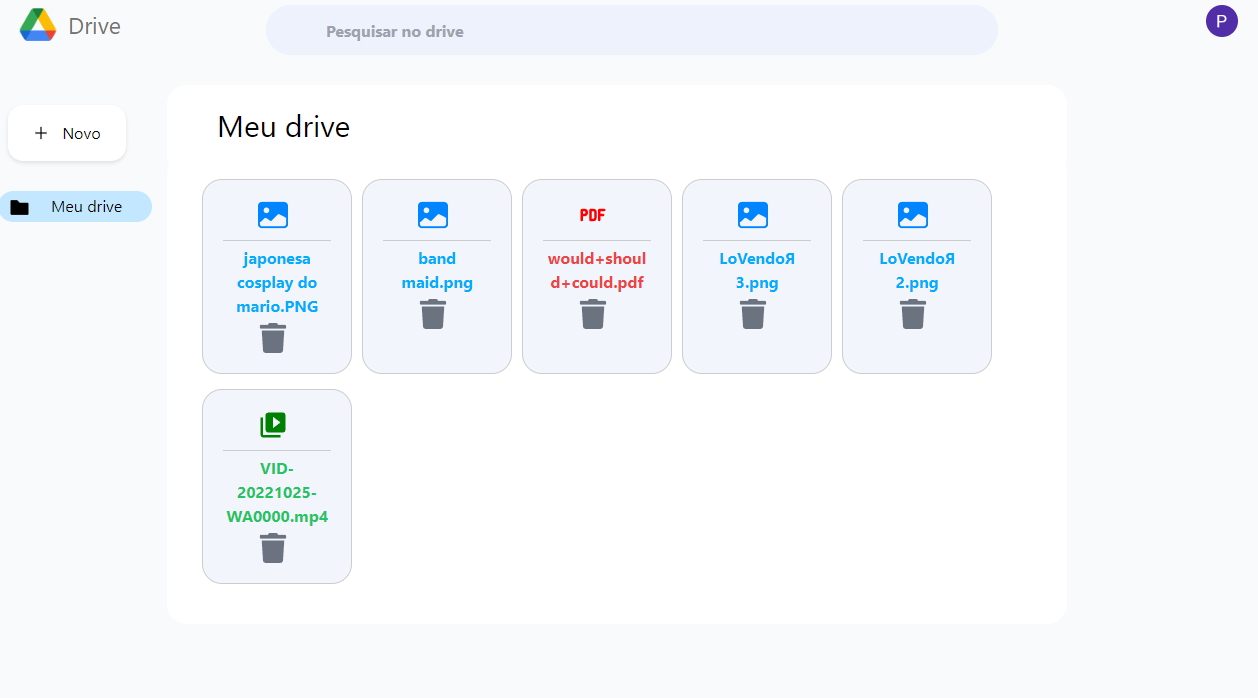 Drive
Pesquisar no drive
P
+ Novo
Meu drive
Meu drive
japonesa
cosplay do
mario.PNG
band
maid.png
PDF
would+shoul
d+could.pdf
LoVendoЯ
3.png
LoVendoЯ
2.png
VID-
20221025-
WA0000.mp4